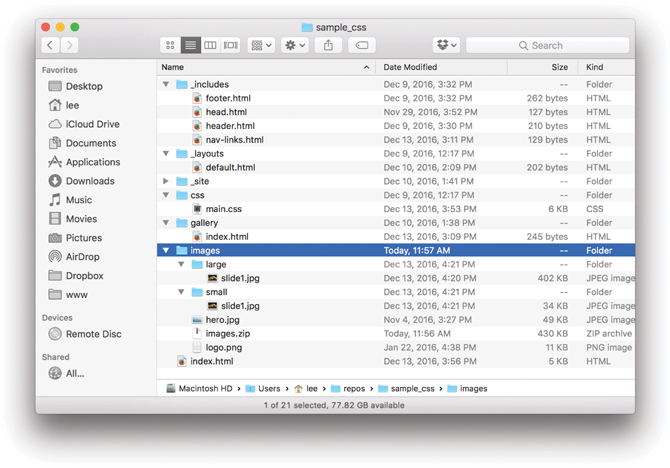 sample_css
Search
Favorites
Desktop
lee
iCloud Drive
Documents
Applications
Downloads
Music
Movies
Pictures
AirDrop
Dropbox
www
Devices
Remote Disc
Shared
All...
Name Date Modified Size Kind
_includes Dec 9, 2016, 3:32 PM -- Folder
footer.html Dec 9, 2016, 3:32 PM 262 bytes HTML
head.html Nov 29, 2016, 3:52 PM 127 bytes HTML
header.html Dec 9, 2016, 3:30 PM 210 bytes HTML
nav-links.html Dec 13, 2016, 3:11 PM 129 bytes HTML
_layouts Dec 9, 2016, 12:17 PM -- Folder
default.html Dec 10, 2016, 2:09 PM 202 bytes HTML
_site Dec 10, 2016, 1:41 PM -- Folder
css Dec 9, 2016, 12:17 PM -- Folder
main.css Dec 13, 2016, 3:53 PM 6 KB CSS
gallery Dec 10, 2016, 1:38 PM -- Folder
index.html Dec 13, 2016, 3:09 PM 245 bytes HTML
images Today, 11:57 AM -- Folder
large Dec 13, 2016, 4:21 PM -- Folder
slide1.jpg Dec 13, 2016, 4:20 PM 402 KB JPEG image
small Dec 13, 2016, 4:21 PM -- Folder
slide1.jpg Dec 13, 2016, 4:21 PM 34 KB JPEG image
hero.jpg Nov 4, 2016, 3:27 PM 49 KB JPEG image
images.zip Today, 11:56 AM 430 KB ZIP archive
logo.png Jan 22, 2016, 4:38 PM 11 KB PNG image
index.html Dec 13, 2016, 3:56 PM 5 KB HTML
Macintosh HD Users lee repos sample_css images
1 of 21 selected, 77.82 GB available